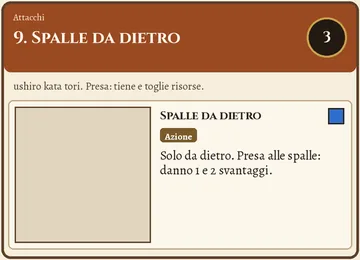 Attacchi
9. Spalle da dietro
3
ushiro kata tori. Presa: tiene e toglie risorse.
Spalle da dietro
Azione
Solo da dietro. Presa alle spalle:
danno 1 e 2 svantaggi.